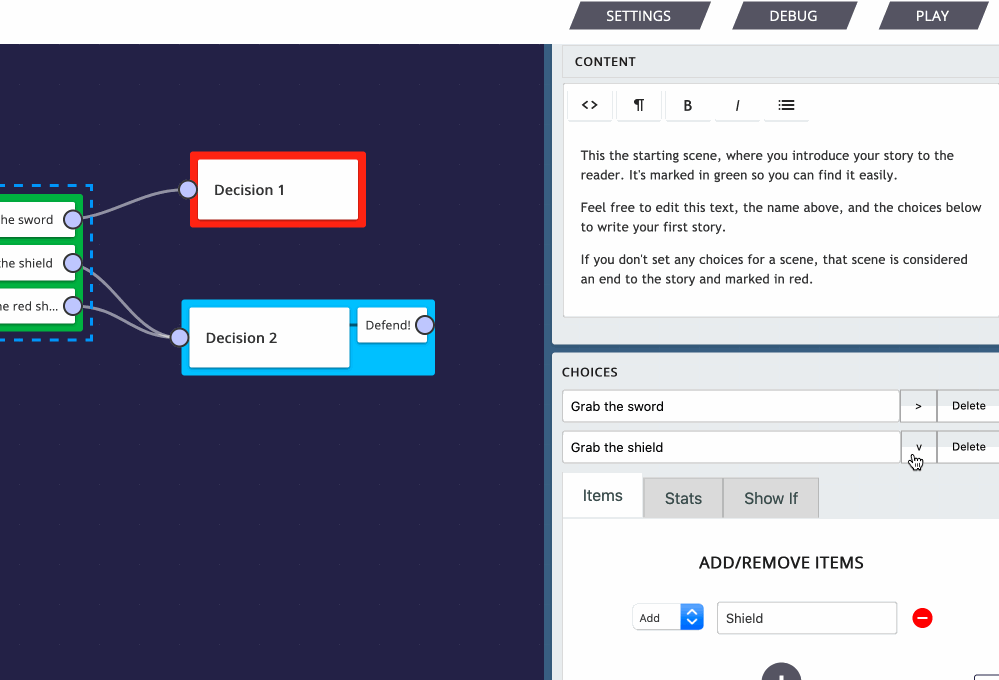 SETTINGS
DEBUG
PLAY
CONTENT
<> ¶ B I
This the starting scene, where you introduce your story to the
reader. It's marked in green so you can find it easily.
Feel free to edit this text, the name above, and the choices below
to write your first story.
If you don't set any choices for a scene, that scene is considered
an end to the story and marked in red.
Decision 1
he sword
the shield
ne red sh...
Decision 2
Defend!
CHOICES
Grab the sword
>
Delete
Grab the shield
v
Delete
Items
Stats
Show If
ADD/REMOVE ITEMS
Add
Shield